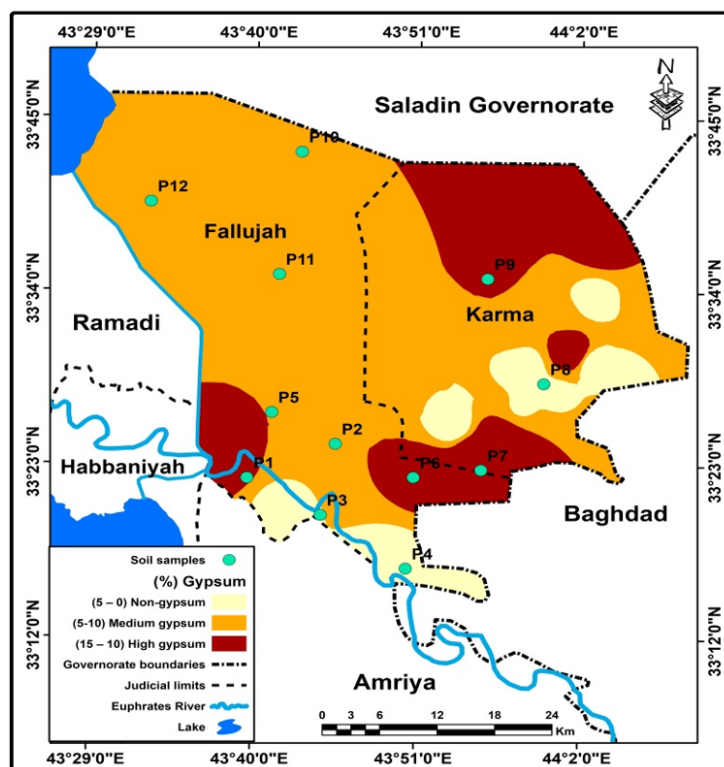 43°29'0"E 43°40'0"E 43°51'0"E 44°2'0"E
N
Saladin Governorate
33°45'0"N
33°45'0"N
P10
P12
Fallujah
P11
P9
33°34'0"N
33°34'0"N
Karma
Ramadi
P8
P5
P2
33°23'0"N
33°23'0"N
Habbaniyah
P1
P6
P7
P3
Baghdad
P4
Soil samples
(%) Gypsum
(5 – 0) Non-gypsum
(5-10) Medium gypsum
(15 – 10) High gypsum
Governorate boundaries
Judicial limits
Euphrates River
Lake
33°12'0"N
33°12'0"N
Amriya
0 3 6 12 18 24
Km
43°29'0"E 43°40'0"E 43°51'0"E 44°2'0"E